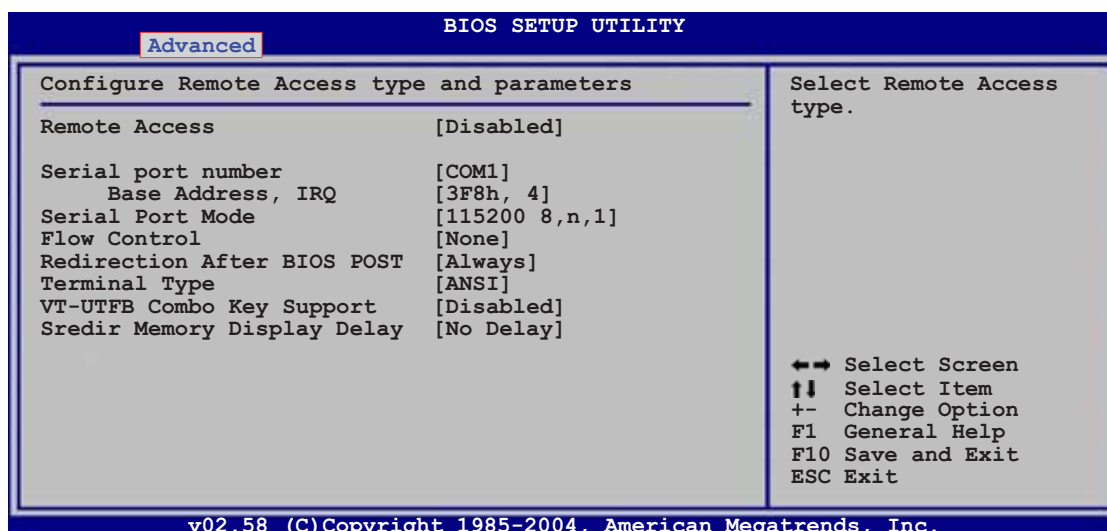 BIOS SETUP UTILITY
Advanced
Configure Remote Access type and parameters
Remote Access [Disabled]
Serial port number [COM1]
Base Address, IRQ [3F8h, 4]
Serial Port Mode [115200 8,n,1]
Flow Control [None]
Redirection After BIOS POST [Always]
Terminal Type [ANSI]
VT-UTFB Combo Key Support [Disabled]
Sredir Memory Display Delay [No Delay]
Select Remote Access
type.
←→ Select Screen
↑↓ Select Item
+- Change Option
F1 General Help
F10 Save and Exit
ESC Exit
v02.58 (C)Copyright 1985-2004, American Megatrends, Inc.